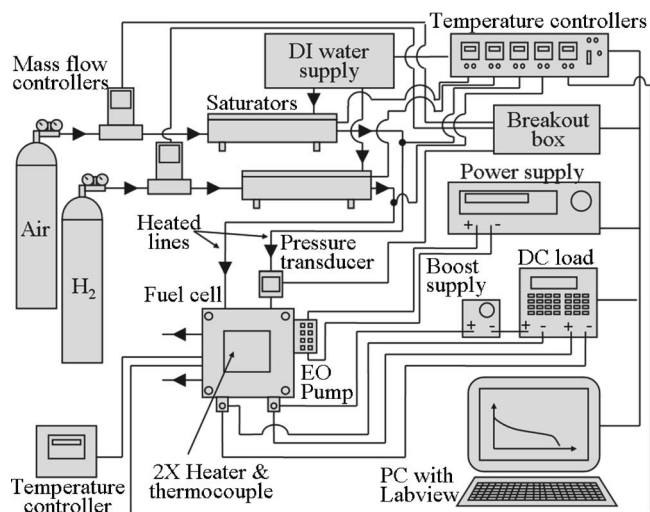 Temperature controllers
Mass flow
controllers
DI water
supply
Saturators
Breakout
box
Power supply
+ -
Air
H2
Heated
lines
Pressure
transducer
Boost
supply
DC load
+ -
+ - + -
Fuel cell
EO
Pump
2X Heater &
thermocouple
Temperature
controller
PC with
Labview